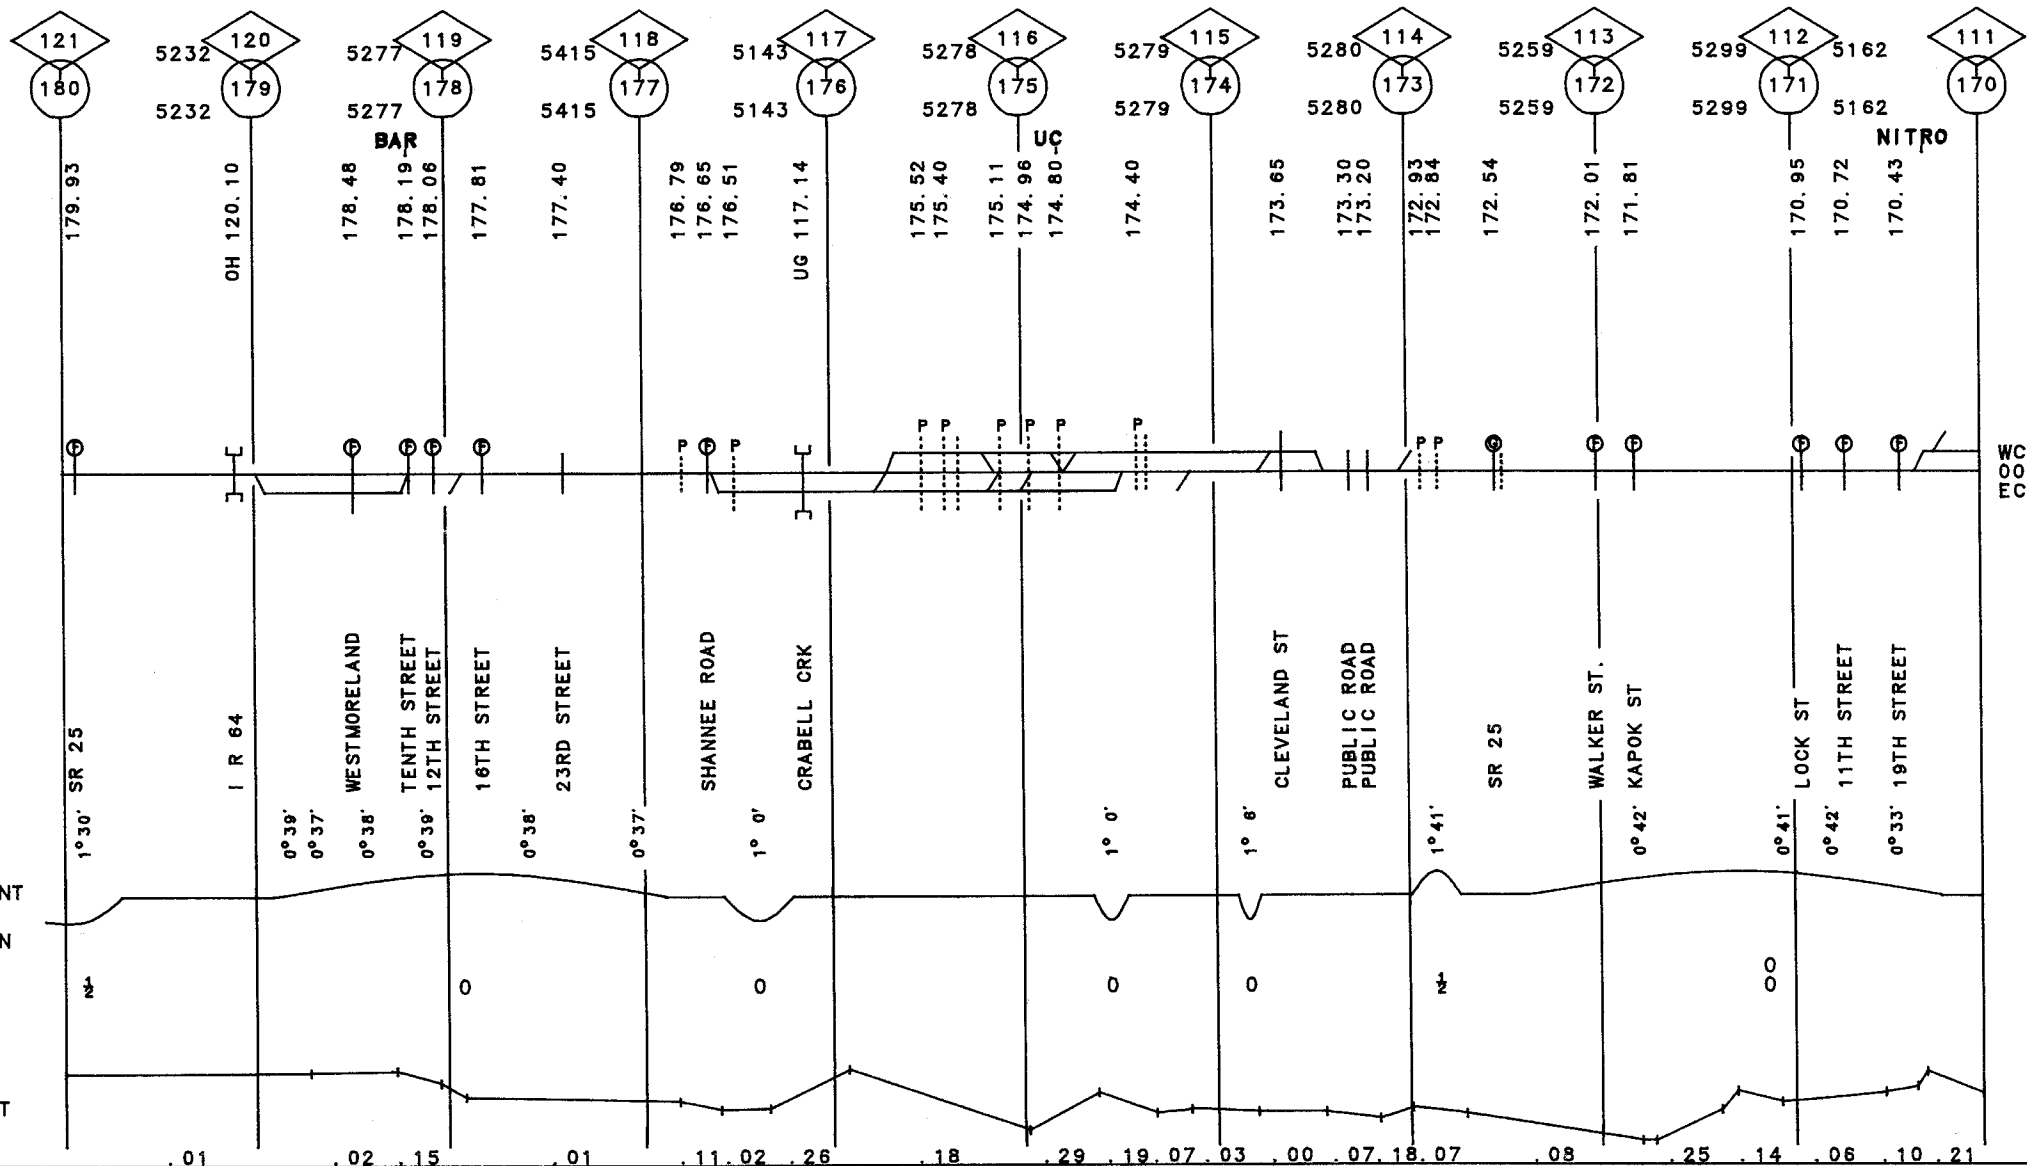 121 120 119 118 117 116 115 114 113 112 111
5232 5277 5415 5143 5278 5279 5280 5259 5299 5162
180 179 178 177 176 175 174 173 172 171 170
5232 5277 5415 5143 5278 5279 5280 5259 5299 5162
BAR UC NITRO
179.93 OH 120.10 178.48 178.19 178.06 177.81 177.40 176.79 176.65 176.51 UG 117.14 175.52 175.40 175.11 174.96 174.80 174.40 173.65 173.30 173.20 172.93 172.84 172.54 172.01 171.81 170.95 170.72 170.43
F F F F F P F P P P P P P P P P G F F F F F
WC
OO
EC
SR 25
I R 64
WESTMORELAND
TENTH STREET
12TH STREET
16TH STREET
23RD STREET
SHANNEE ROAD
CRABELL CRK
CLEVELAND ST
PUBLIC ROAD
PUBLIC ROAD
SR 25
WALKER ST.
KAPOK ST
LOCK ST
11TH STREET
19TH STREET
1°30' 0°39' 0°37' 0°38' 0°39' 0°38' 0°37' 1° 0' 1° 0' 1° 6' 1°41' 0°42' 0°41' 0°42' 0°33'
NT
N
½ 0 0 0 0 ½ 0 0
T
.01 .02 .15 .01 .11 .02 .26 .18 .29 .19 .07 .03 .00 .07 .18 .07 .08 .25 .14 .06 .10 .21